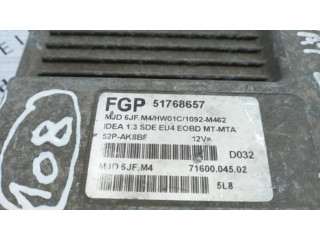 FGP 51768657
MJD 6JF.M4/HW01C/1092-M462
IDEA 1.3 SDE EU4 EOBD MT-MTA
52P-AK8BF 12V=
D032
MJD 6JF.M4 71600.045.02
5L8
108